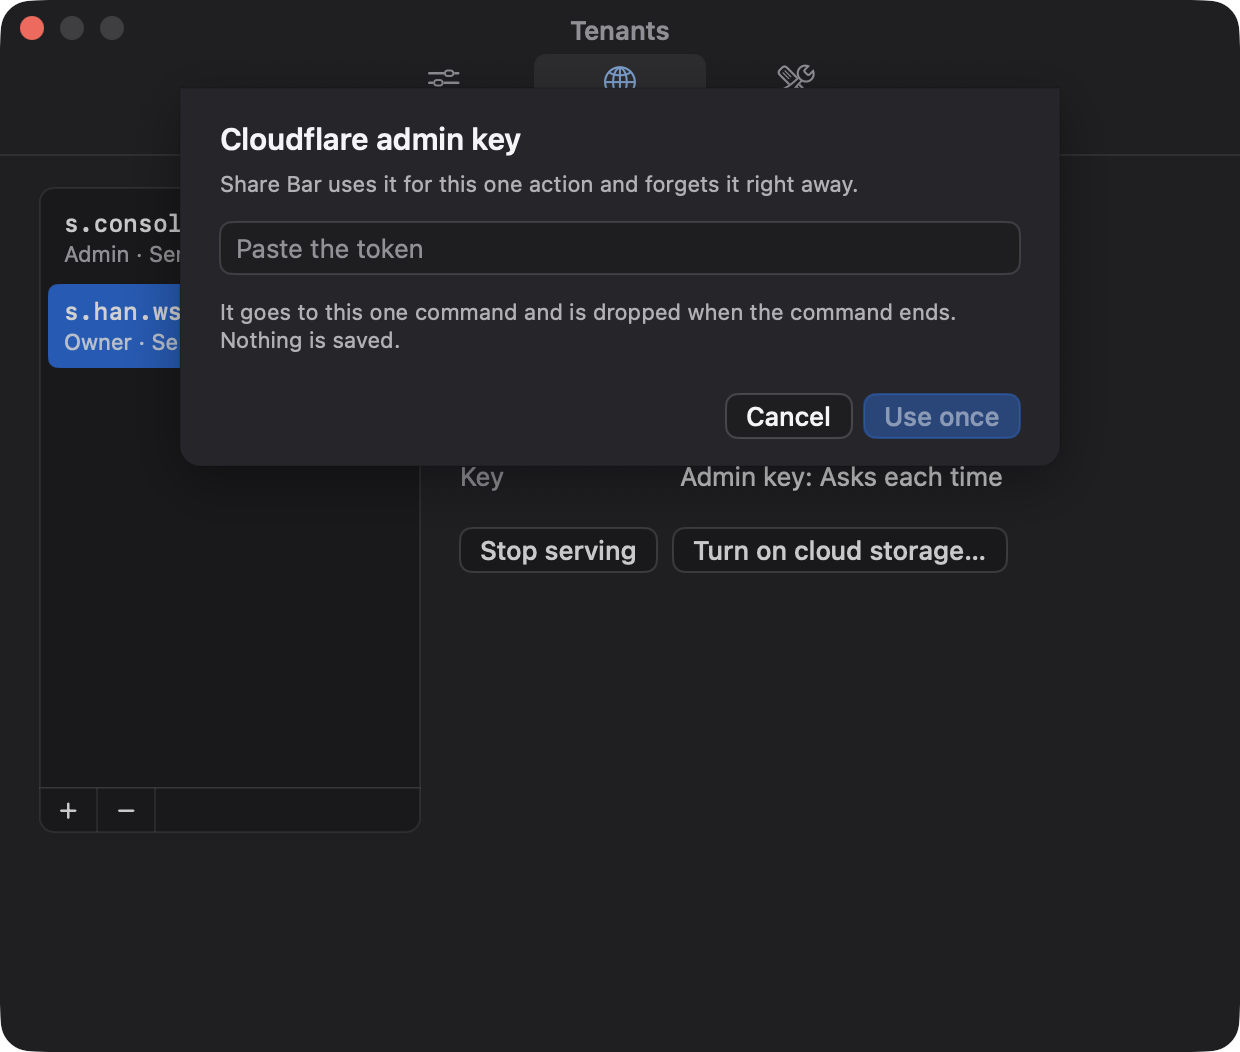 Tenants
Cloudflare admin key
Share Bar uses it for this one action and forgets it right away.
Paste the token
It goes to this one command and is dropped when the command ends.
Nothing is saved.
Cancel
Use once
s.consol
Admin · Ser
s.han.ws
Owner · Se
Key
Admin key: Asks each time
Stop serving
Turn on cloud storage...
+
−